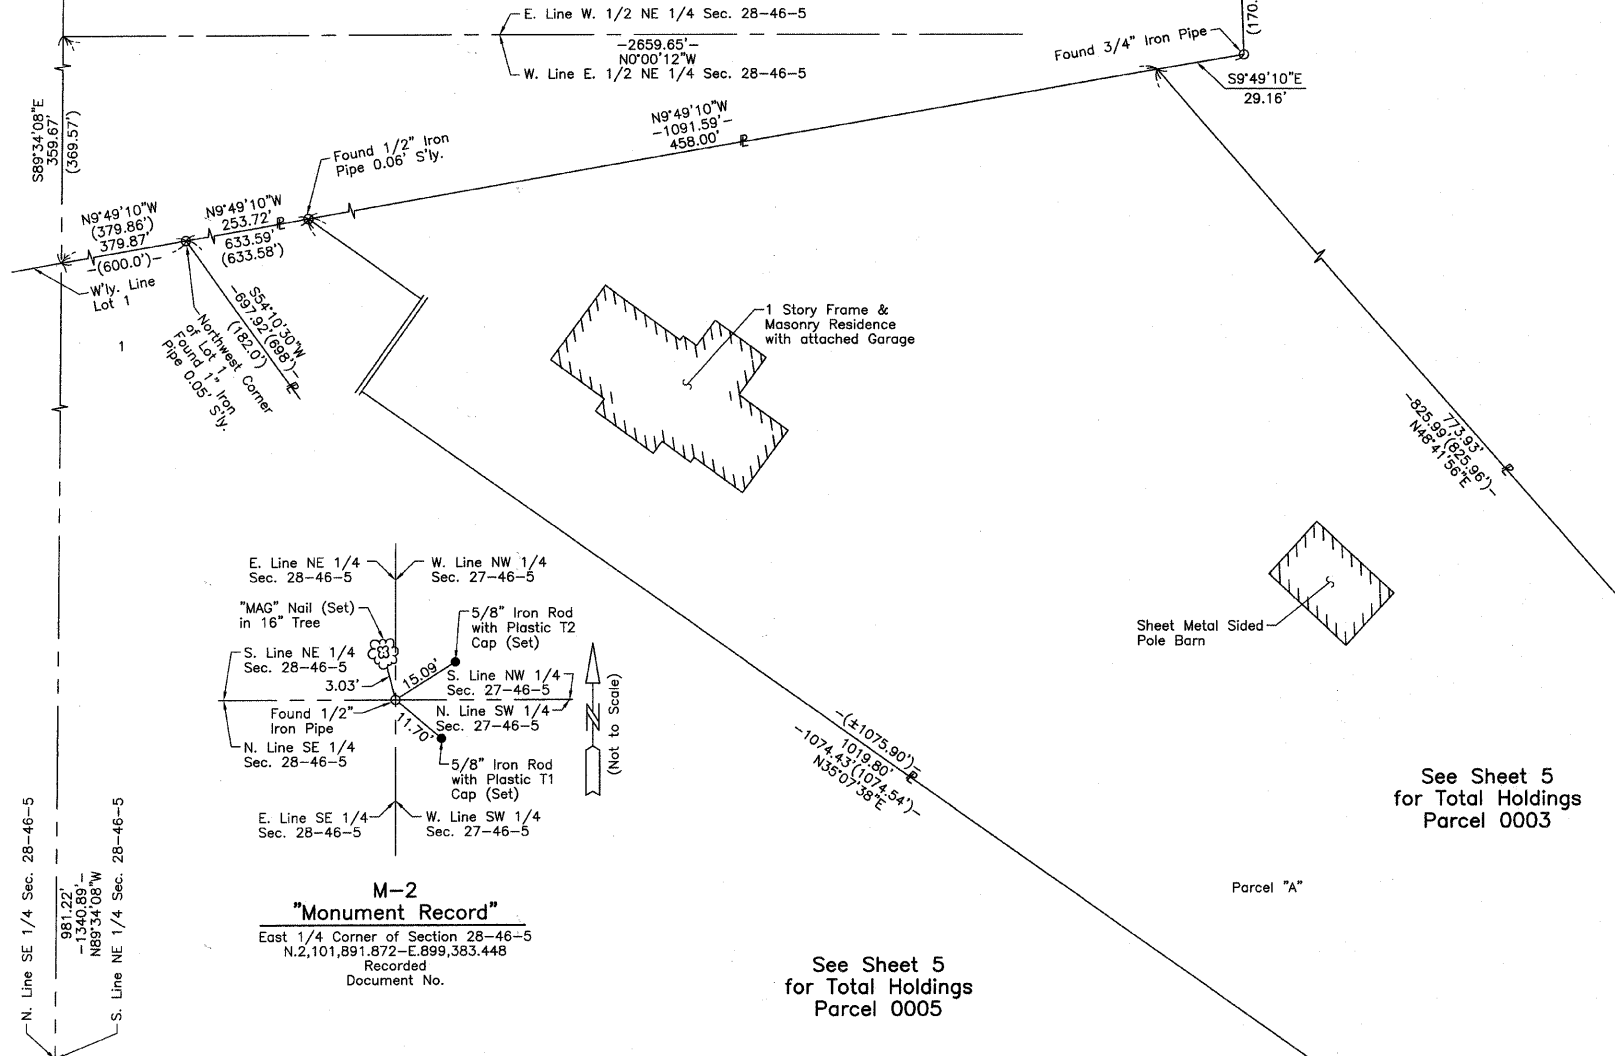 E. Line W. 1/2 NE 1/4 Sec. 28-46-5
-2659.65'-
N0°00'12"W
W. Line E. 1/2 NE 1/4 Sec. 28-46-5
(170.
Found 3/4" Iron Pipe
S9°49'10"E
29.16'
N9°49'10"W
-1091.59'-
458.00'
P
S89°34'08"E
359.67'
(369.57')
Found 1/2" Iron
Pipe 0.06' S'ly.
N9°49'10"W
(379.86')
379.87'
-(600.0')-
N9°49'10"W
253.72'
P
633.59'
(633.58')
W'ly. Line
Lot 1
1
S54°10'30"W
-697.92'(698')-
(182.0')
P
Northwest Corner
of Lot 1
Found 1" Iron
Pipe 0.05' S'ly.
1 Story Frame &
Masonry Residence
with attached Garage
773.93'
-825.99'(825.96')-
N48°41'56"E
P
Sheet Metal Sided
Pole Barn
E. Line NE 1/4
Sec. 28-46-5
W. Line NW 1/4
Sec. 27-46-5
"MAG" Nail (Set)
in 16" Tree
5/8" Iron Rod
with Plastic T2
Cap (Set)
S. Line NE 1/4
Sec. 28-46-5
3.03'
15.09'
S. Line NW 1/4
Sec. 27-46-5
Found 1/2"
Iron Pipe
11.70'
N. Line SW 1/4
Sec. 27-46-5
N. Line SE 1/4
Sec. 28-46-5
5/8" Iron Rod
with Plastic T1
Cap (Set)
E. Line SE 1/4
Sec. 28-46-5
W. Line SW 1/4
Sec. 27-46-5
N
(Not to Scale)
M-2
"Monument Record"
East 1/4 Corner of Section 28-46-5
N.2,101,891.872-E.899,383.448
Recorded
Document No.
-(±1075.90')-
1019.80'
-1074.43'(1074.54')-
N35°07'38"E
P
See Sheet 5
for Total Holdings
Parcel 0003
Parcel "A"
See Sheet 5
for Total Holdings
Parcel 0005
N. Line SE 1/4 Sec. 28-46-5
981.22'
-1340.89'-
N89°34'08"W
S. Line NE 1/4 Sec. 28-46-5